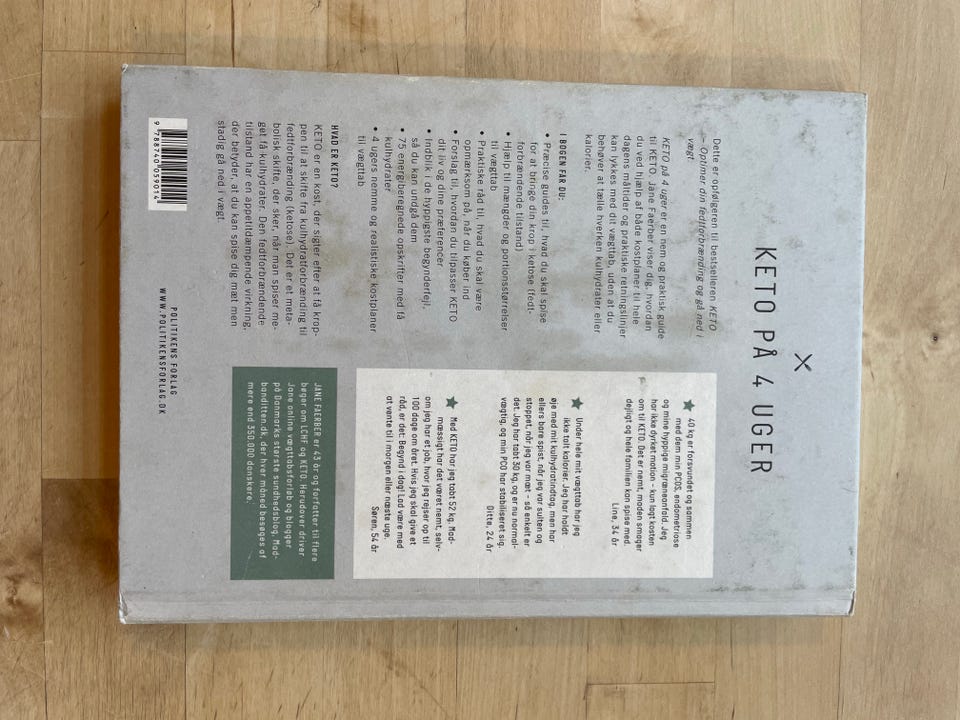 KETO PÅ 4 UGER
Dette er opfølgeren til bestselleren KETO
– Optimer din fedtforbrænding og gå ned i
vægt.
KETO på 4 uger er en nem og praktisk guide
til KETO. Jane Faerber viser dig, hvordan
du ved hjælp af både kostplaner til hele
dagens måltider og praktiske retningslinjer
kan lykkes med dit vægttab, uden at du
behøver at tælle hverken kulhydrater eller
kalorier.
I BOGEN FÅR DU:
• Præcise guides til, hvad du skal spise
for at bringe din krop i ketose (fedt-
forbrændende tilstand)
• Hjælp til mængder og portionsstørrelser
til vægttab
• Praktiske råd til, hvad du skal være
opmærksom på, når du køber ind
• Forslag til, hvordan du tilpasser KETO
dit liv og dine præferencer
• Indblik i de hyppigste begynderfejl,
så du kan undgå dem
• 75 energiberegnede opskrifter med få
kulhydrater
• 4 ugers nemme og realistiske kostplaner
til vægttab
HVAD ER KETO?
KETO er en kost, der sigter efter at få krop-
pen til at skifte fra kulhydratforbrænding til
fedtforbrænding (ketose). Det er et meta-
bolisk skifte, der sker, når man spiser me-
get få kulhydrater. Den fedtforbrændende
tilstand har en appetitdæmpende virkning,
der betyder, at du kan spise dig mæt men
stadig gå ned i vægt.
9 788740 059014
40 kg er forsvundet og sammen
med dem min PCOS, endometriose
og mine hyppige migræneanfald. Jeg
har ikke dyrket motion – kun lagt kosten
om til KETO. Det er nemt, maden smager
dejligt og hele familien kan spise med.
Line, 34 år
Under hele mit vægttab har jeg
ikke talt kalorier. Jeg har holdt
øje med mit kulhydratindtag, men har
ellers bare spist, når jeg var sulten og
stoppet, når jeg var mæt – så enkelt er
det. Jeg har tabt 30 kg, og er nu normal-
vægtig, og min PCO har stabiliseret sig.
Ditte, 24 år
Med KETO har jeg tabt 52 kg. Mad-
mæssigt har det været nemt, selv-
om jeg har et job, hvor jeg rejser op til
100 dage om året. Hvis jeg skal give et
råd, er det: Begynd i dag! Lad være med
at vente til i morgen eller næste uge.
Søren, 54 år
JANE FAERBER er 43 år og forfatter til flere
bøger om LCHF og KETO. Herudover driver
Jane online vægttabsforløb og blogger
på Danmarks største sundhedsblog, Mad-
banditten.dk, der hver måned besøges af
mere end 350.000 danskere.
POLITIKENS FORLAG
WWW.POLITIKENSFORLAG.DK